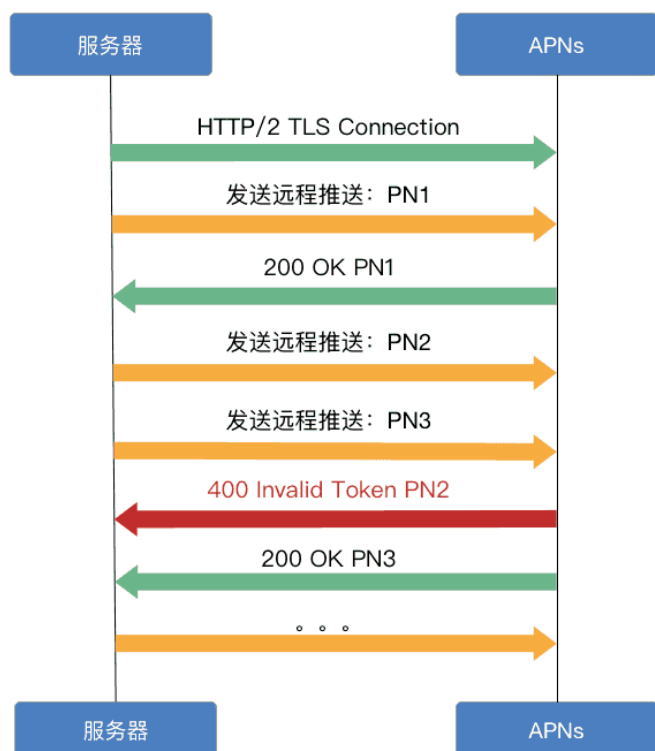 服务器
APNs
HTTP/2 TLS Connection
发送远程推送：PN1
200 OK PN1
发送远程推送：PN2
发送远程推送：PN3
400 Invalid Token PN2
200 OK PN3
。。。
服务器
APNs